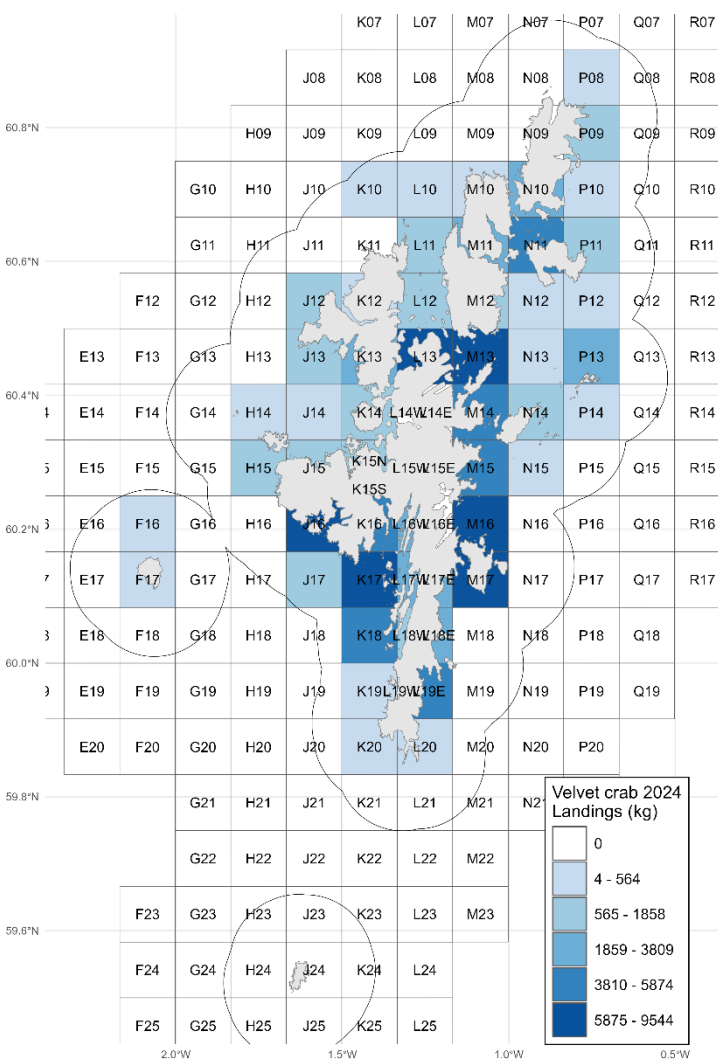 K07 L07 M07 N07 P07 Q07 R07
J08 K08 L08 M08 N08 P08 Q08 R08
60.8°N H09 J09 K09 L09 M09 N09 P09 Q09 R09
G10 H10 J10 K10 L10 M10 N10 P10 Q10 R10
G11 H11 J11 K11 L11 M11 N11 P11 Q11 R11
60.6°N
F12 G12 H12 J12 K12 L12 M12 N12 P12 Q12 R12
E13 F13 G13 H13 J13 K13 L13 M13 N13 P13 Q13 R13
60.4°N
4 E14 F14 G14 H14 J14 K14 L14W L14E M14 N14 P14 Q14 R14
5 E15 F15 G15 H15 J15 K15N L15W L15E M15 N15 P15 Q15 R15
K15S
60.2°N 6 E16 F16 G16 H16 J16 K16 L16W L16E M16 N16 P16 Q16 R16
7 E17 F17 G17 H17 J17 K17 L17W L17E M17 N17 P17 Q17 R17
8 E18 F18 G18 H18 J18 K18 L18W L18E M18 N18 P18 Q18
60.0°N
9 E19 F19 G19 H19 J19 K19 L19W L19E M19 N19 P19 Q19
E20 F20 G20 H20 J20 K20 L20 M20 N20 P20
59.8°N G21 H21 J21 K21 L21 M21 N21
G22 H22 J22 K22 L22 M22
F23 G23 H23 J23 K23 L23 M23
59.6°N
F24 G24 H24 J24 K24 L24
F25 G25 H25 J25 K25 L25
Velvet crab 2024
Landings (kg)
0
4 - 564
565 - 1858
1859 - 3809
3810 - 5874
5875 - 9544
2.0°W 1.5°W 1.0°W 0.5°W